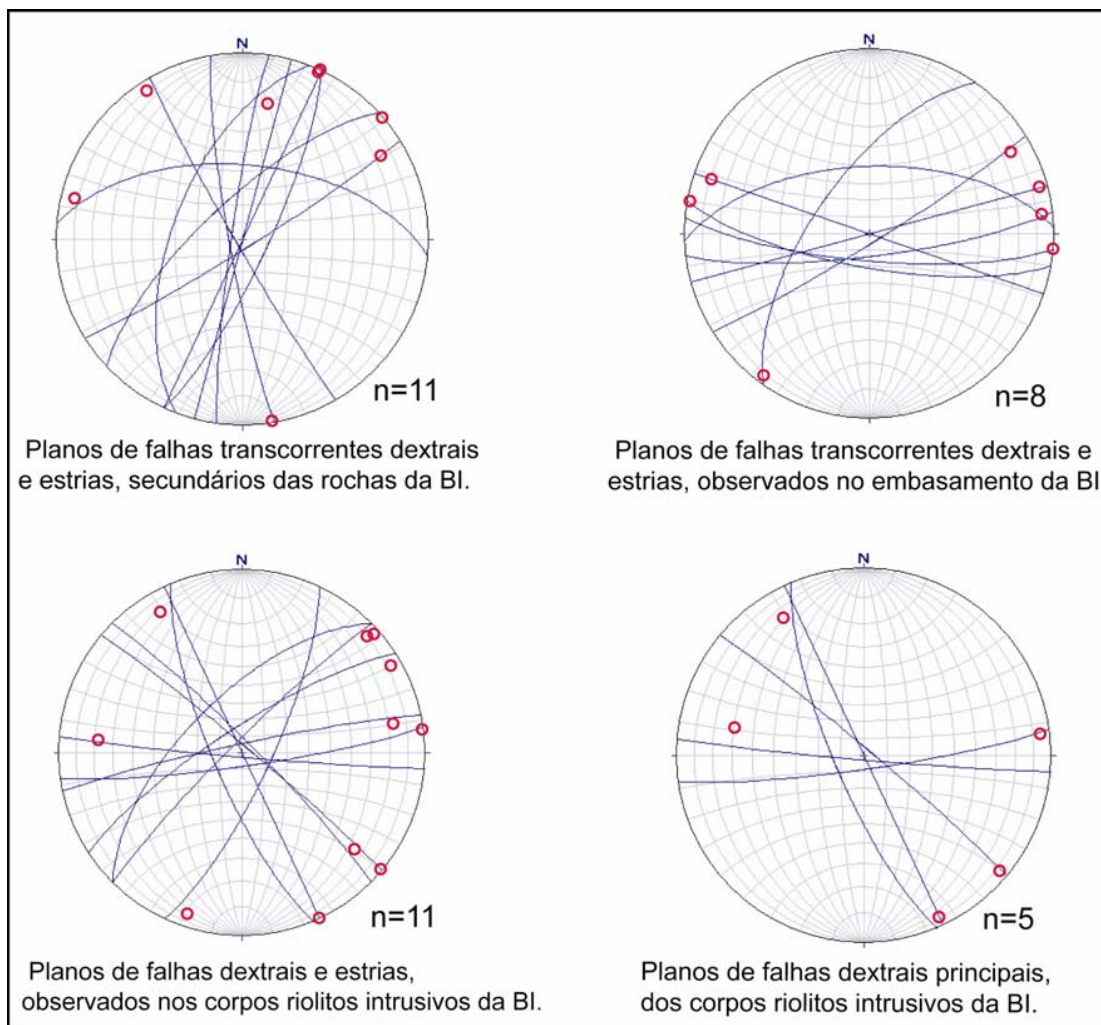 N
N
n=11
n=8
Planos de falhas transcorrentes dextrais
e estrias, secundários das rochas da BI.
Planos de falhas transcorrentes dextrais e
estrias, observados no embasamento da BI
N
N
n=11
n=5
Planos de falhas dextrais e estrias,
observados nos corpos riolitos intrusivos da BI.
Planos de falhas dextrais principais,
dos corpos riolitos intrusivos da BI.